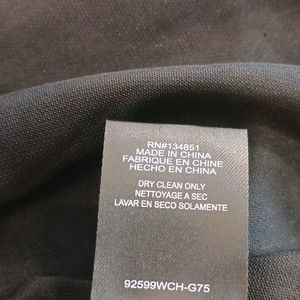 RN#134851
MADE IN CHINA
FABRIQUE EN CHINE
HECHO EN CHINA
DRY CLEAN ONLY
NETTOYAGE A SEC
LAVAR EN SECO SOLAMENTE
92599WCH-G75